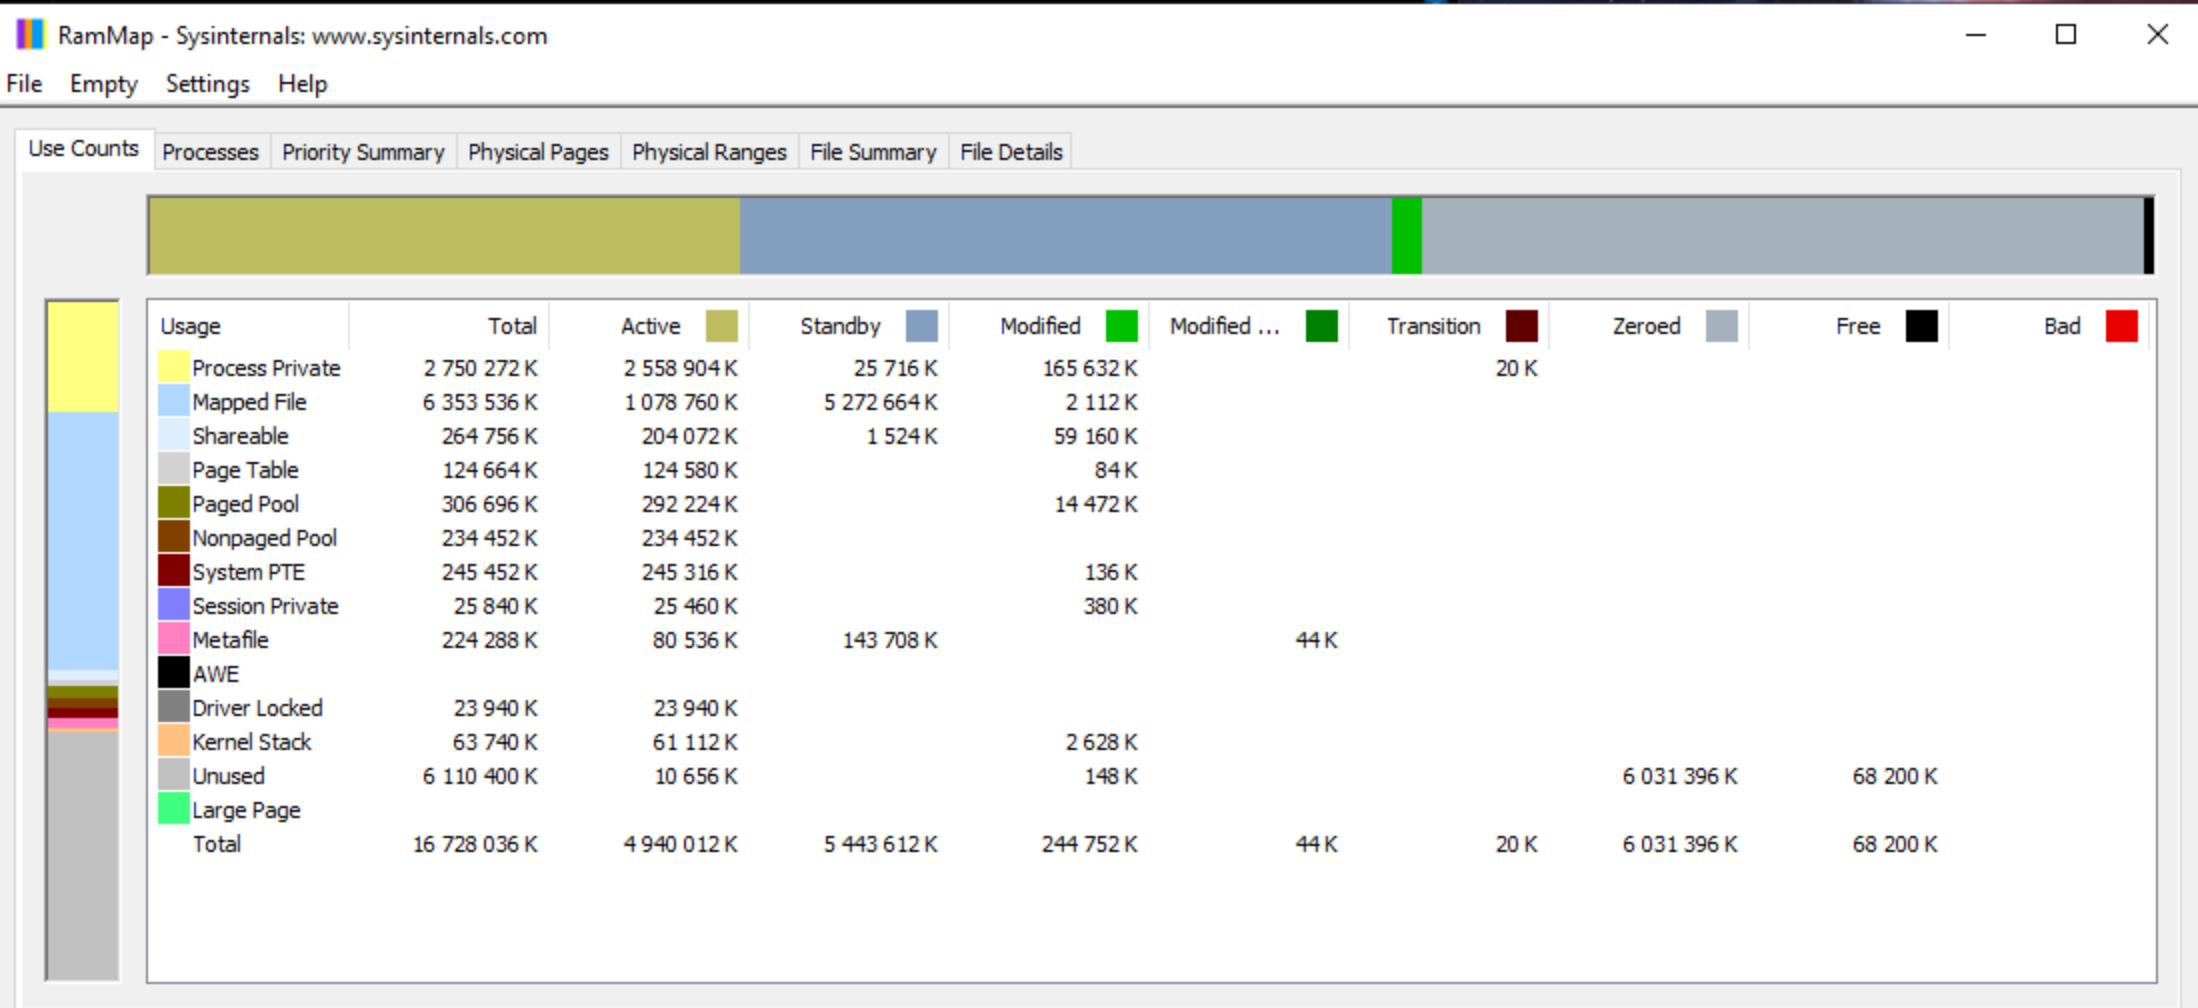 RamMap - Sysinternals: www.sysinternals.com
File Empty Settings Help
Use Counts Processes Priority Summary Physical Pages Physical Ranges File Summary File Details
Usage Total Active Standby Modified Modified ... Transition Zeroed Free Bad
Process Private 2 750 272 K 2 558 904 K 25 716 K 165 632 K 20 K
Mapped File 6 353 536 K 1 078 760 K 5 272 664 K 2 112 K
Shareable 264 756 K 204 072 K 1 524 K 59 160 K
Page Table 124 664 K 124 580 K 84 K
Paged Pool 306 696 K 292 224 K 14 472 K
Nonpaged Pool 234 452 K 234 452 K
System PTE 245 452 K 245 316 K 136 K
Session Private 25 840 K 25 460 K 380 K
Metafile 224 288 K 80 536 K 143 708 K 44 K
AWE
Driver Locked 23 940 K 23 940 K
Kernel Stack 63 740 K 61 112 K 2 628 K
Unused 6 110 400 K 10 656 K 148 K 6 031 396 K 68 200 K
Large Page
Total 16 728 036 K 4 940 012 K 5 443 612 K 244 752 K 44 K 20 K 6 031 396 K 68 200 K